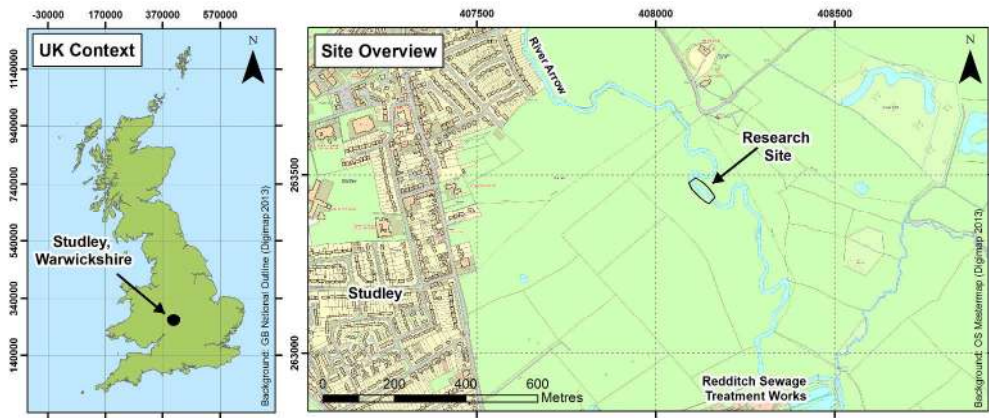 30000
170000
370000
570000
UK Context
N
1140000
940000
740000
540000
340000
140000
Studley,
Warwickshire
Background: GB National Outline (Digimap 2013)
407500
408000
408500
Site Overview
N
River Arrow
Research
Site
263500
263000
Studley
0
200
400
600
Metres
Redditch Sewage
Treatment Works
Background: OS Mastermap (Digimap 2013)